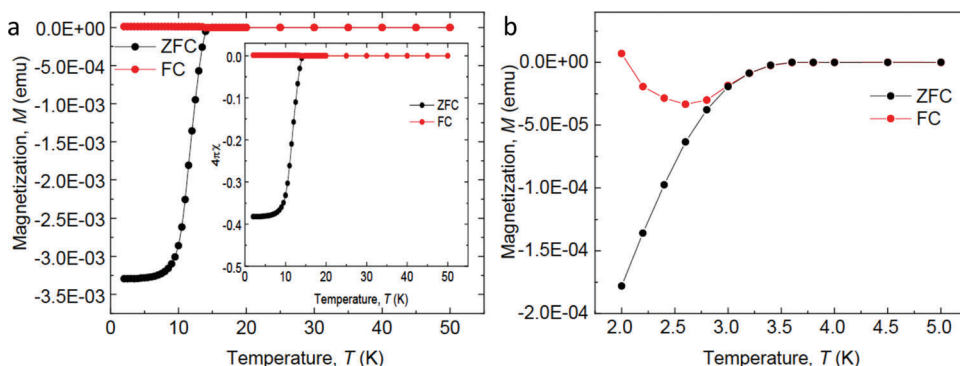 a
Magnetization, M (emu)
0.0E+00
-5.0E-04
-1.0E-03
-1.5E-03
-2.0E-03
-2.5E-03
-3.0E-03
-3.5E-03
ZFC
FC
0 10 20 30 40 50
Temperature, T (K)
4πχ
0.0
-0.1
-0.2
-0.3
-0.4
-0.5
ZFC
FC
0 10 20 30 40 50
Temperature, T (K)
b
Magnetization, M (emu)
0.0E+00
-5.0E-05
-1.0E-04
-1.5E-04
-2.0E-04
ZFC
FC
2.0 2.5 3.0 3.5 4.0 4.5 5.0
Temperature, T (K)